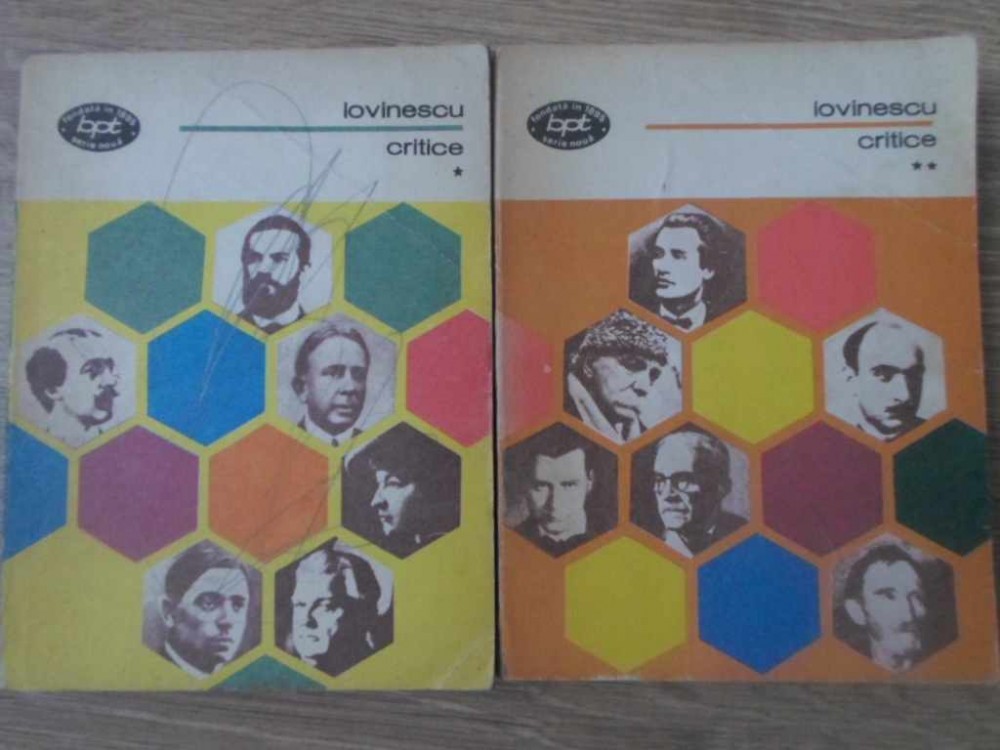 fondată in 1895
bpt
serie nouă
lovinescu
critice
*
fondată in 1895
bpt
serie nouă
lovinescu
critice
**